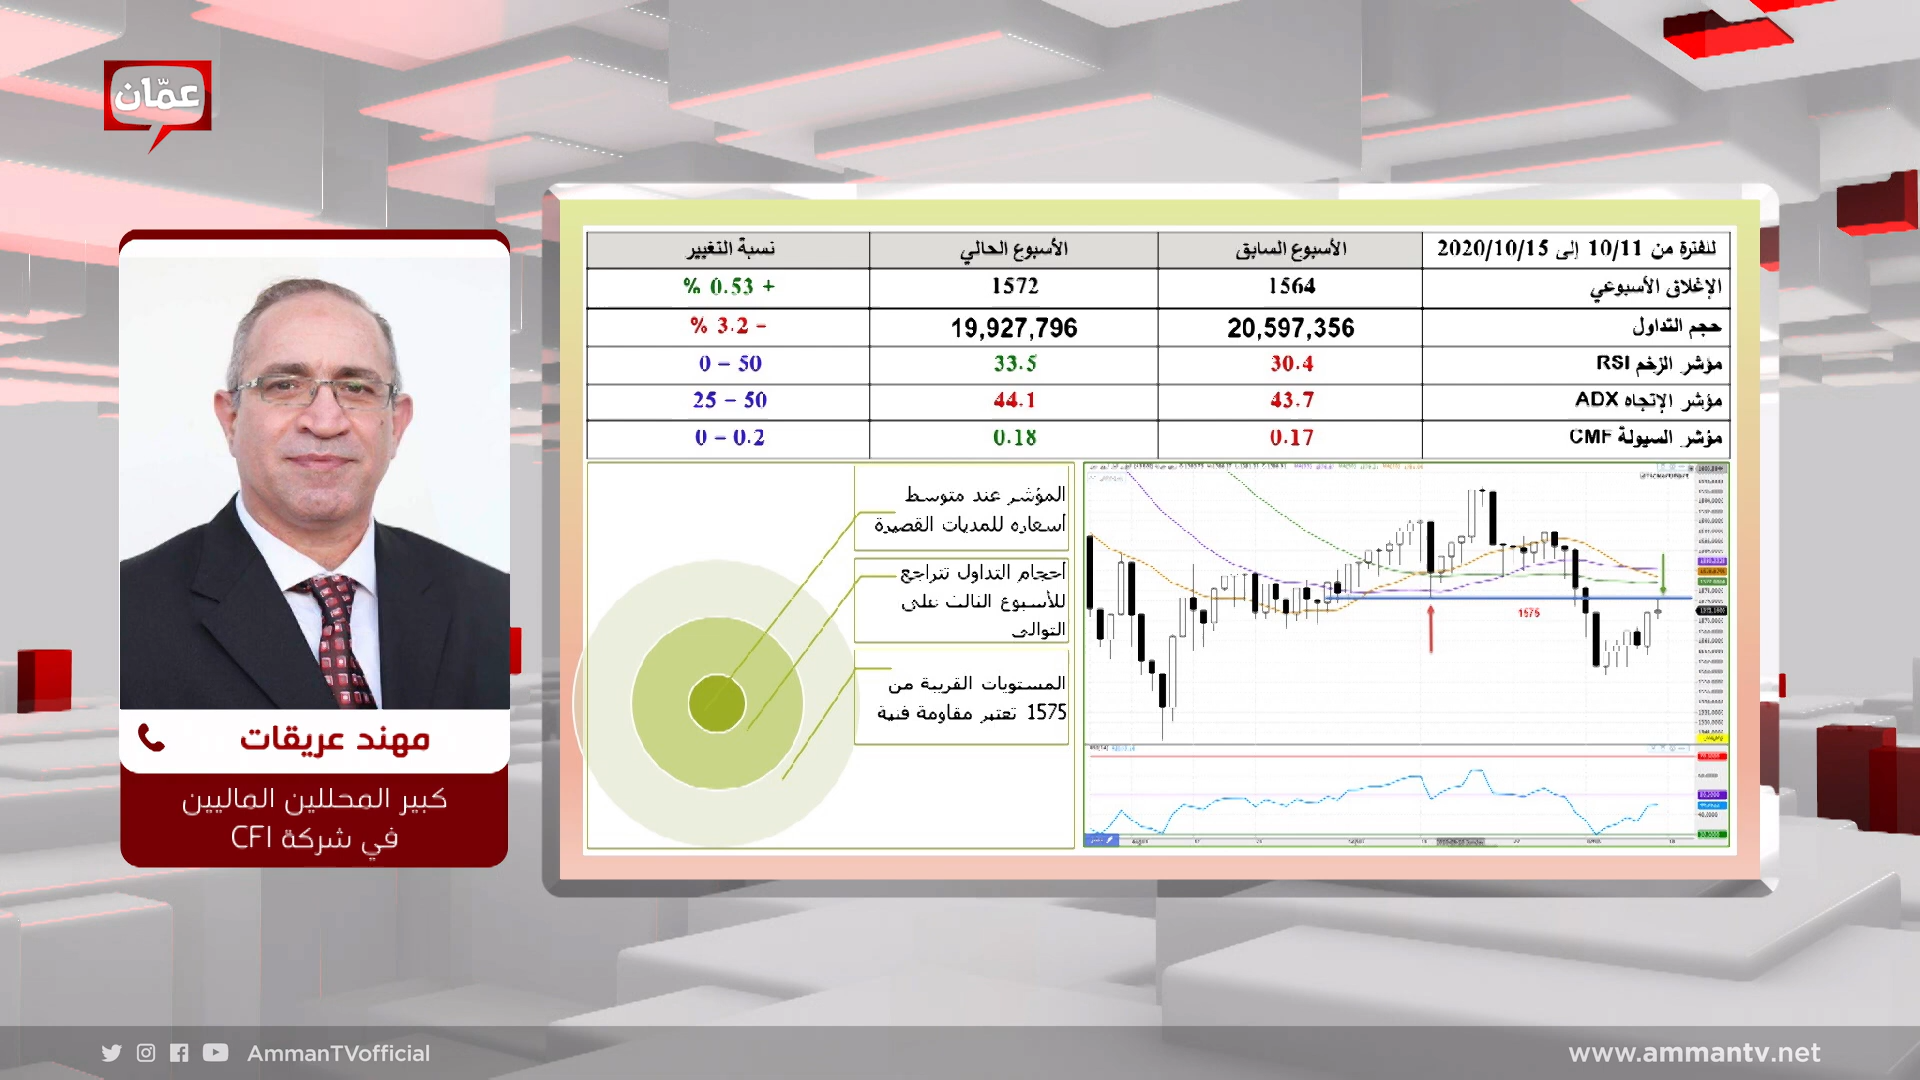 عمّان
للفترة من 10/11 إلى 2020/10/15 الأسبوع السابق الأسبوع الحالي نسبة التغيير
الإغلاق الأسبوعي 1564 1572 + 0.53 %
حجم التداول 20,597,356 19,927,796 - 3.2 %
مؤشر الزخم RSI 30.4 33.5 0 - 50
مؤشر الإتجاه ADX 43.7 44.1 25 - 50
مؤشر السيولة CMF 0.17 0.18 0 - 0.2
المؤشر عند متوسط
أسعاره للمديات القصيرة
أحجام التداول تتراجع
للأسبوع الثالث على
التوالي
المستويات القريبة من
1575 تعتبر مقاومة فنية
1575
مهند عريقات
كبير المحللين الماليين
في شركة CFI
AmmanTVofficial
www.ammantv.net